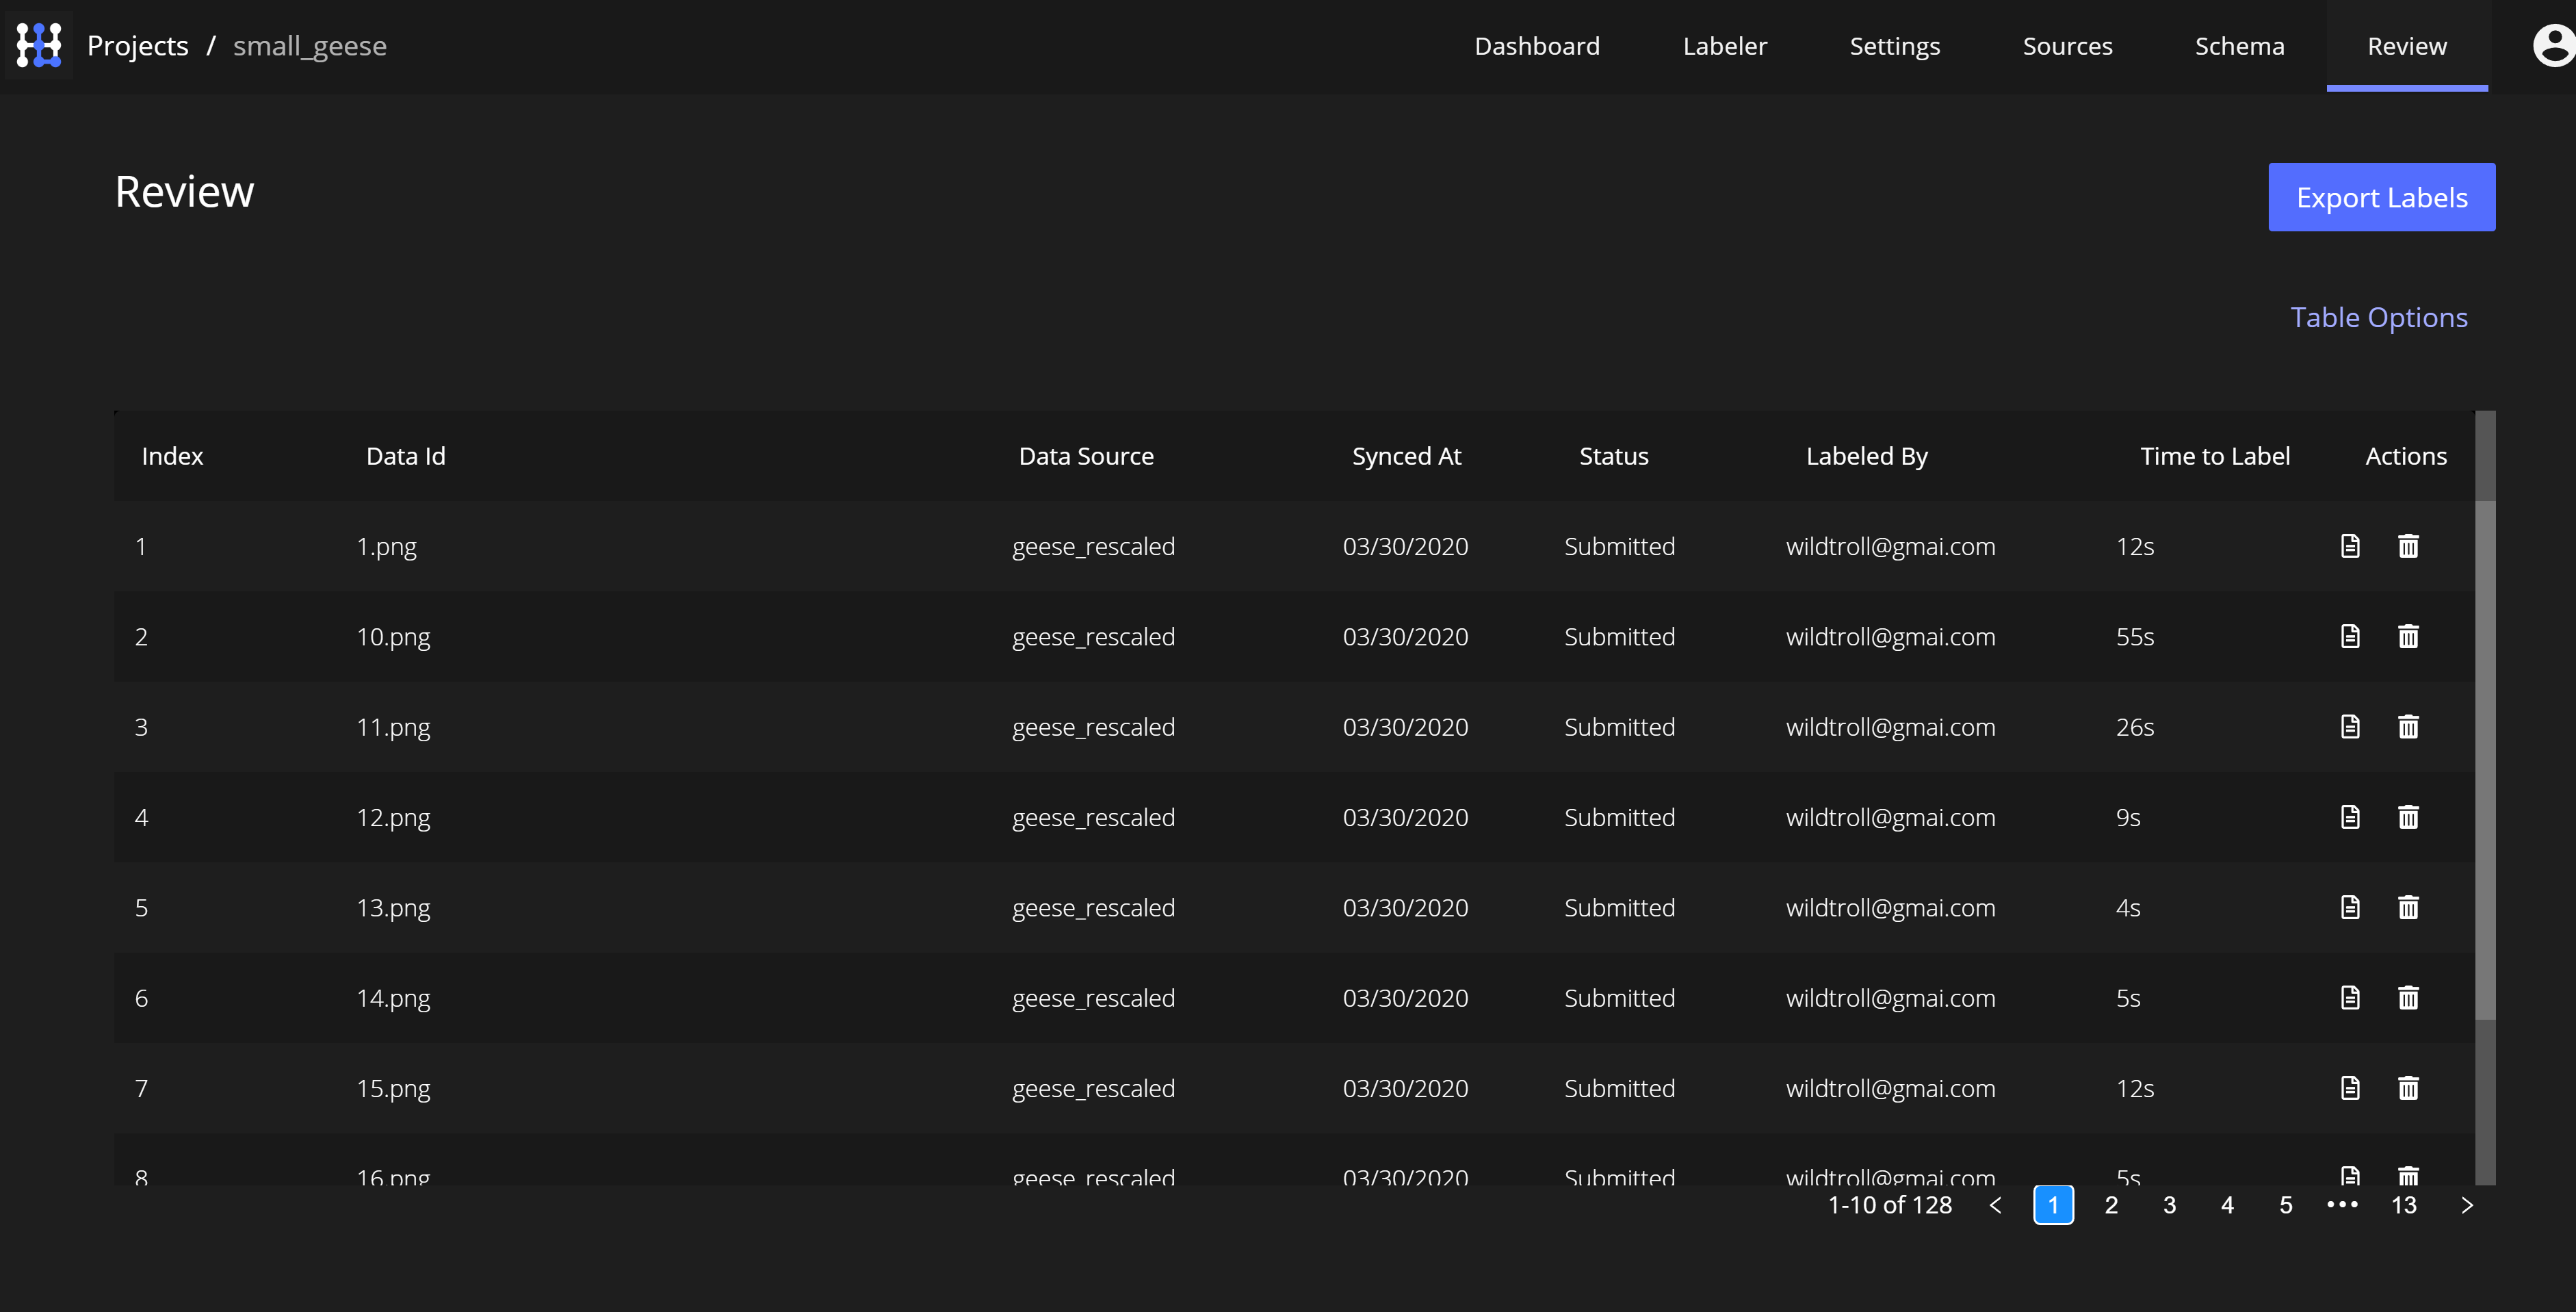 Projects / small_geese Dashboard Labeler Settings Sources Schema Review
Review
Export Labels
Table Options
Index Data Id Data Source Synced At Status Labeled By Time to Label Actions
1 1.png geese_rescaled 03/30/2020 Submitted wildtroll@gmai.com 12s
2 10.png geese_rescaled 03/30/2020 Submitted wildtroll@gmai.com 55s
3 11.png geese_rescaled 03/30/2020 Submitted wildtroll@gmai.com 26s
4 12.png geese_rescaled 03/30/2020 Submitted wildtroll@gmai.com 9s
5 13.png geese_rescaled 03/30/2020 Submitted wildtroll@gmai.com 4s
6 14.png geese_rescaled 03/30/2020 Submitted wildtroll@gmai.com 5s
7 15.png geese_rescaled 03/30/2020 Submitted wildtroll@gmai.com 12s
8 16.png geese_rescaled 03/30/2020 Submitted wildtroll@gmai.com 5s
1-10 of 128 < 1 2 3 4 5 ••• 13 >